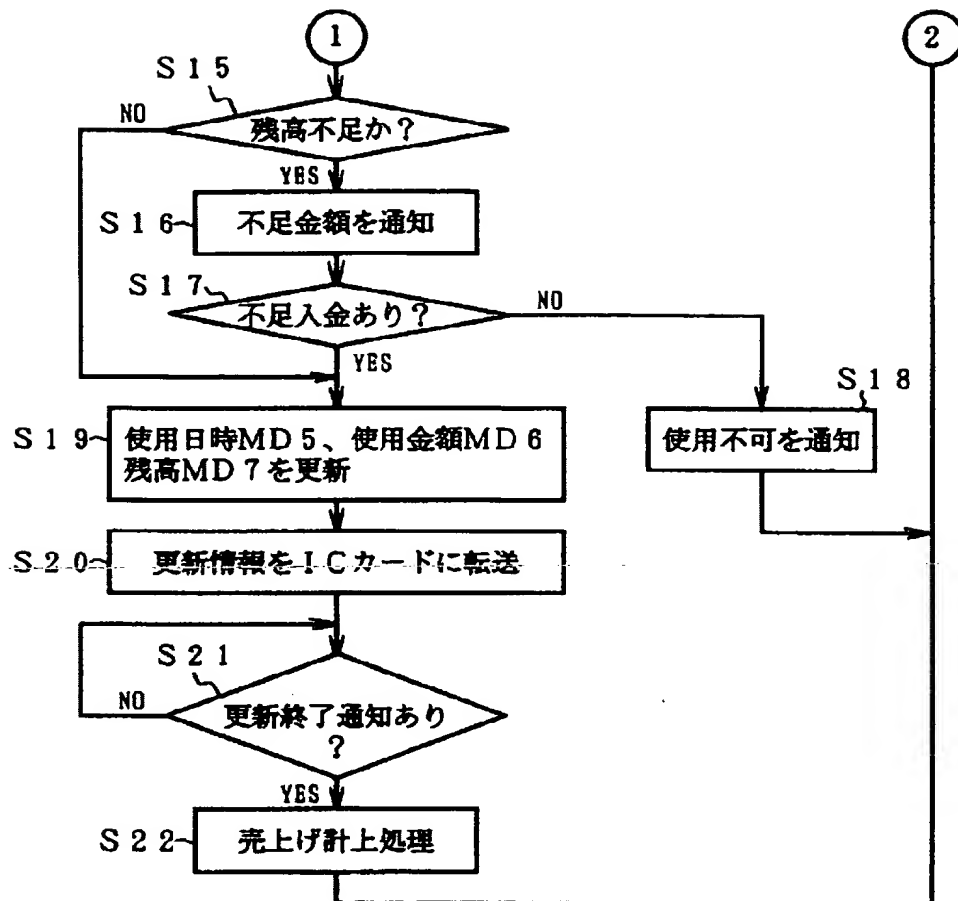 1
2
S15
NO
残高不足か?
YES
S16
不足金額を通知
S17
NO
不足入金あり?
YES
S18
S19
使用日時MD5、使用金額MD6
残高MD7を更新
使用不可を通知
S20
更新情報をICカードに転送
S21
NO
更新終了通知あり
?
YES
S22
売上げ計上処理